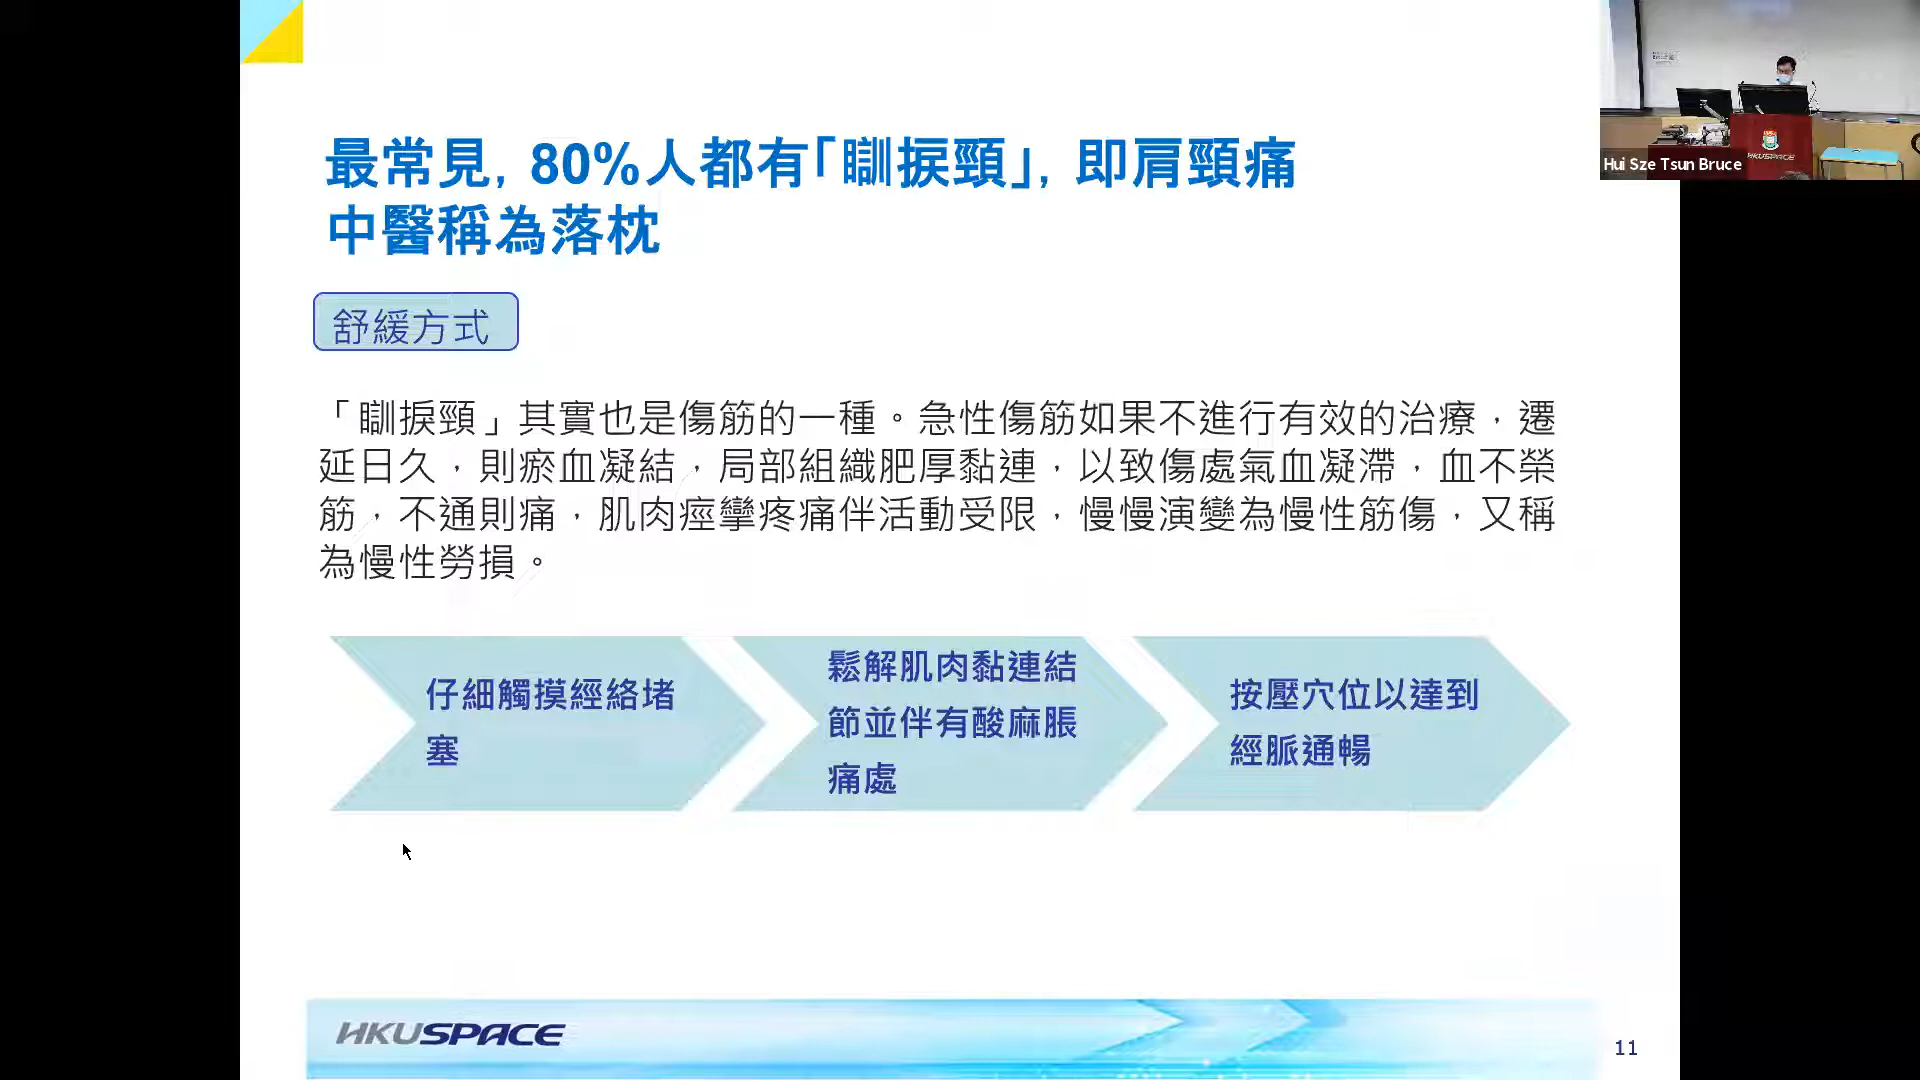 最常見, 80%人都有「瞓捩頸」, 即肩頸痛
中醫稱為落枕
舒緩方式
「瞓捩頸」其實也是傷筋的一種。急性傷筋如果不進行有效的治療，遷
延日久，則瘀血凝結，局部組織肥厚黏連，以致傷處氣血凝滯，血不榮
筋，不通則痛，肌肉痙攣疼痛伴活動受限，慢慢演變為慢性筋傷，又稱
為慢性勞損。
仔細觸摸經絡堵
塞
鬆解肌肉黏連結
節並伴有酸麻脹
痛處
按壓穴位以達到
經脈通暢
HKUSPACE
11
Hui Sze Tsun Bruce
HKUSPACE